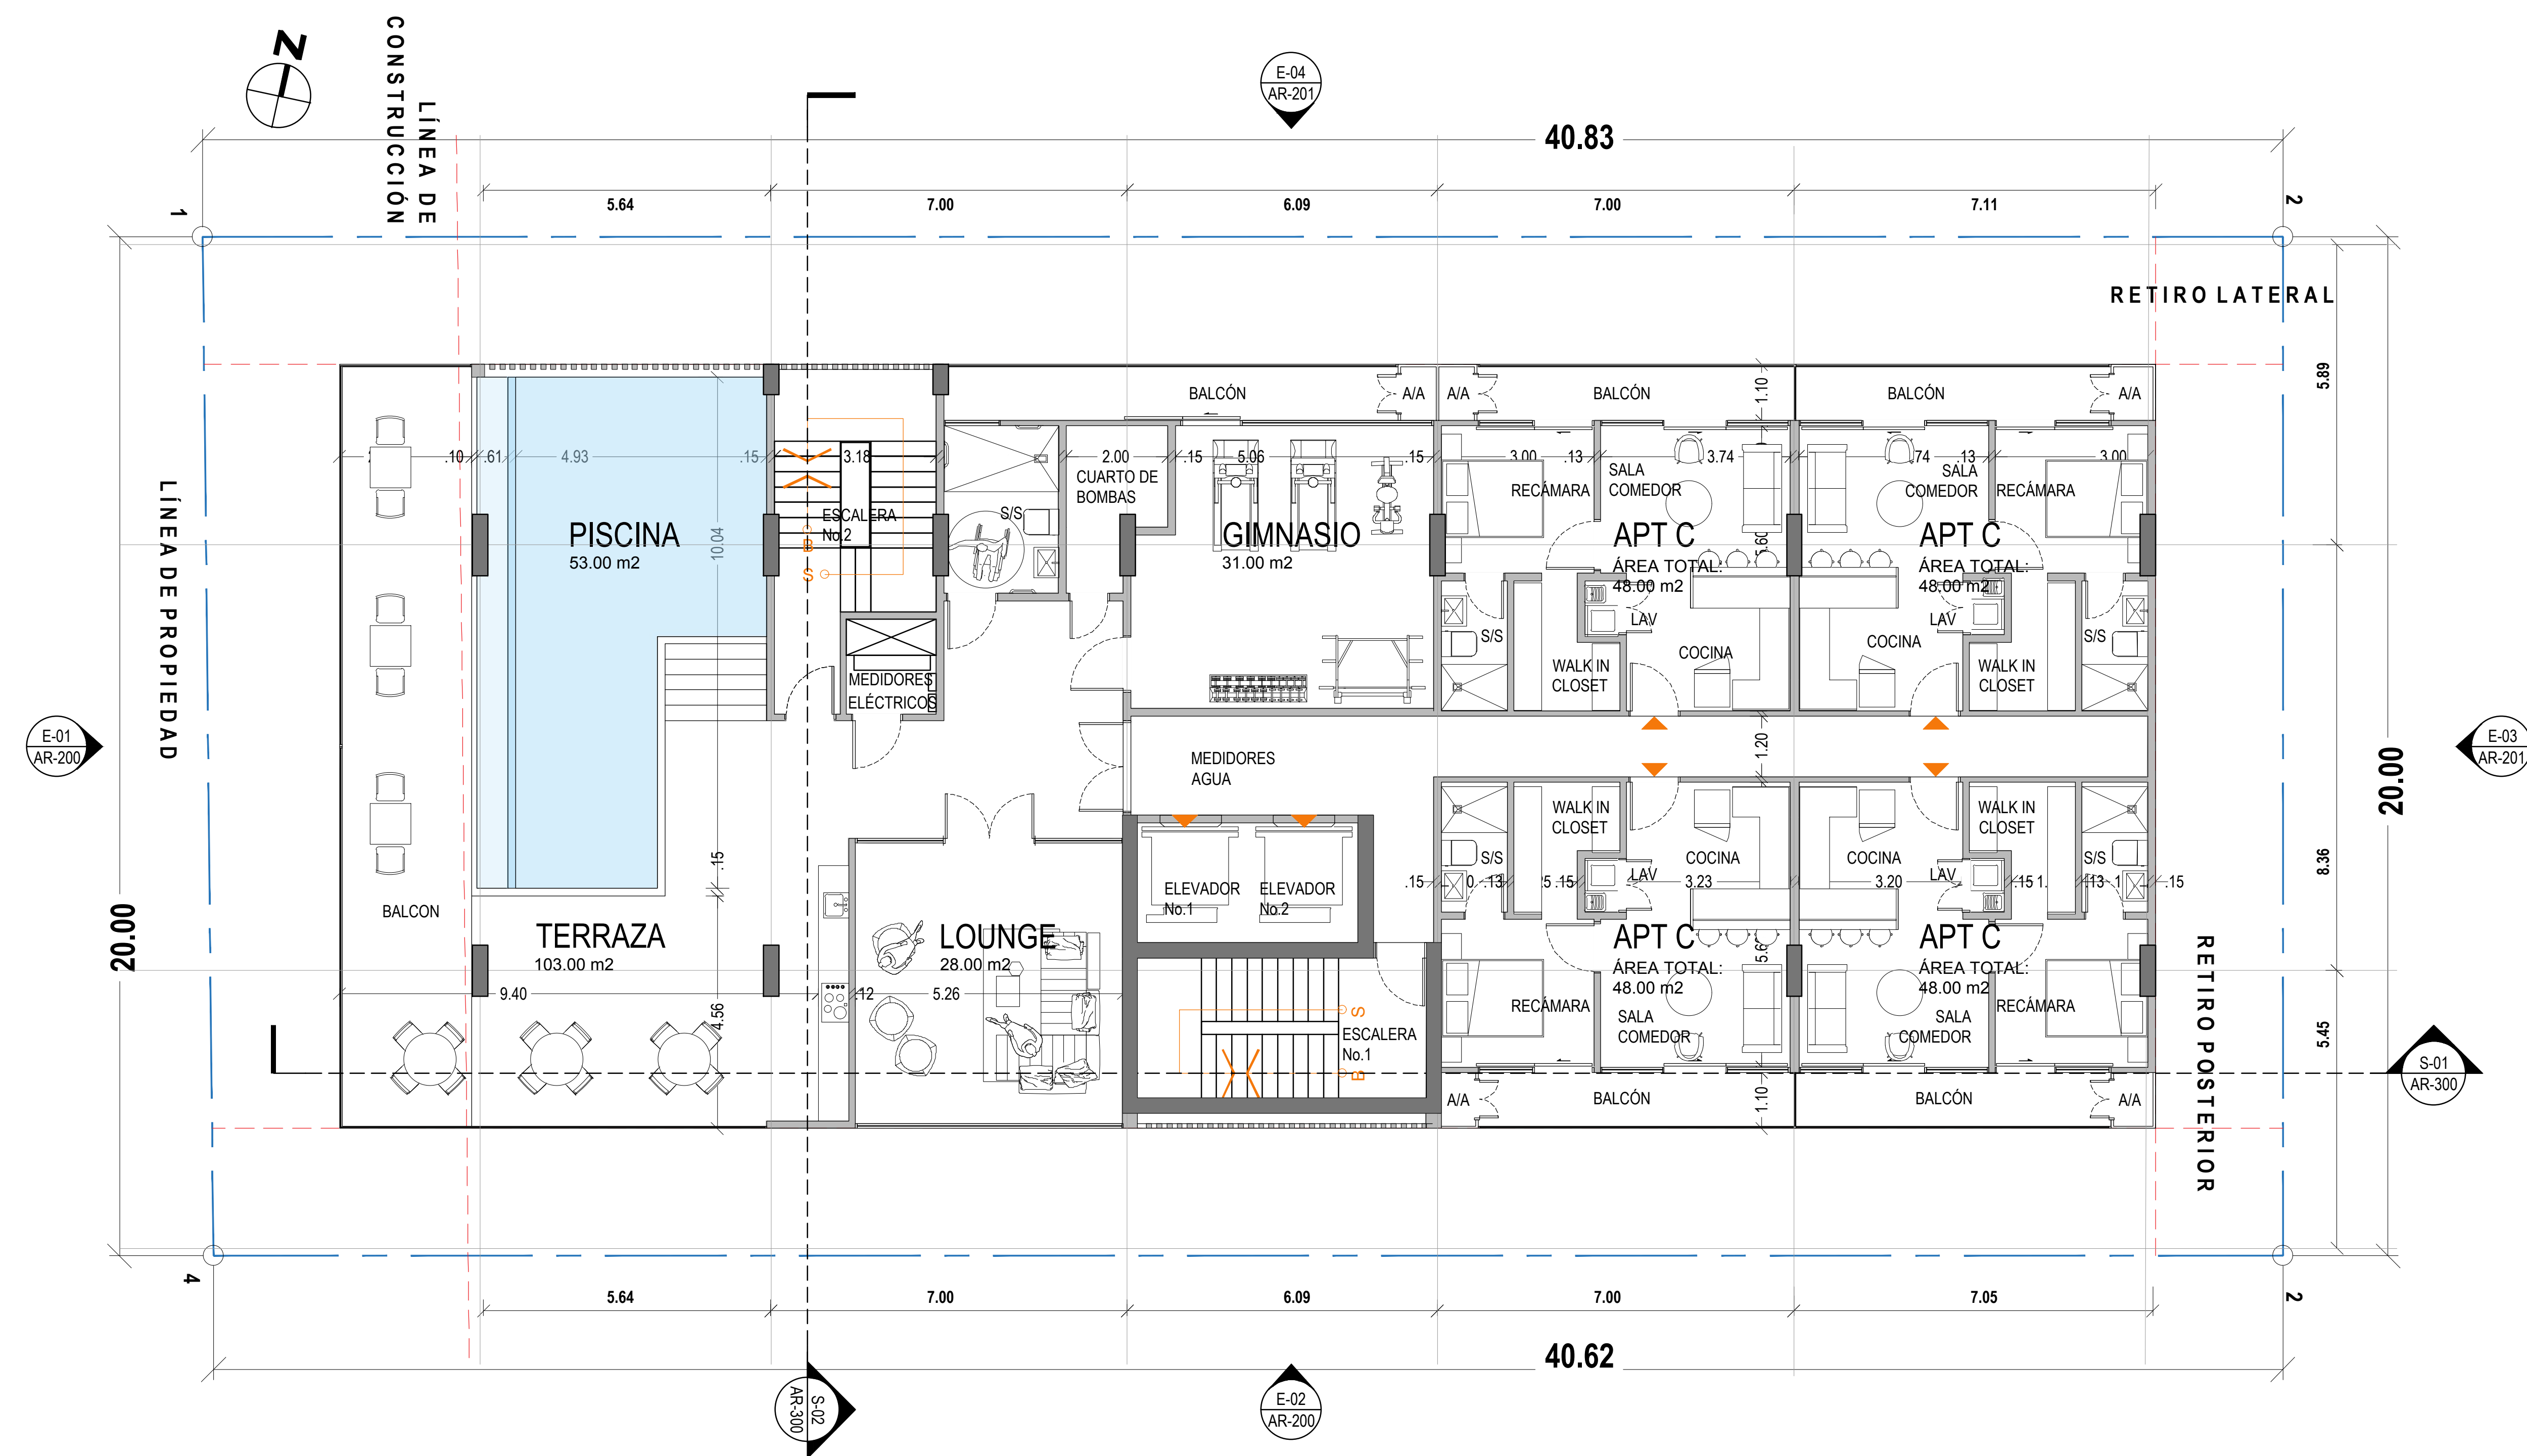 N
LÍNEA DE
CONSTRUCCIÓN
E-04
AR-201
40.83
5.64
7.00
6.09
7.00
7.11
1
2
RETIRO LATERAL
5.89
BALCÓN
A/A
A/A
BALCÓN
1.10
BALCÓN
A/A
.10
.61
4.93
.15
3.18
2.00
.15
5.06
.15
3.00
.13
3.74
.13
3.00
CUARTO DE
BOMBAS
SALA
COMEDOR
RECÁMARA
SALA
COMEDOR
RECÁMARA
LÍNEA DE PROPIEDAD
PISCINA
53.00 m2
10.04
ESCALERA
No.2
B
S
S/S
GIMNASIO
31.00 m2
APT C
ÁREA TOTAL:
48.00 m2
5.60
APT C
ÁREA TOTAL:
48.00 m2
LAV
LAV
S/S
COCINA
COCINA
S/S
WALK IN
CLOSET
WALK IN
CLOSET
MEDIDORES
ELÉCTRICOS
E-01
AR-200
MEDIDORES
AGUA
1.20
E-03
AR-201
20.00
WALK IN
CLOSET
WALK IN
CLOSET
S/S
COCINA
COCINA
S/S
LAV
LAV
.15
.13
.15
3.23
3.20
.15
.15
8.36
.15
ELEVADOR
No.1
ELEVADOR
No.2
BALCON
20.00
TERRAZA
103.00 m2
LOUNGE
28.00 m2
APT C
ÁREA TOTAL:
48.00 m2
APT C
ÁREA TOTAL:
48.00 m2
9.40
.12
5.26
4.56
RECÁMARA
SALA
COMEDOR
RECÁMARA
SALA
COMEDOR
S
ESCALERA
No.1
B
RETIRO POSTERIOR
5.45
S-01
AR-300
A/A
BALCÓN
1.10
BALCÓN
A/A
4
2
5.64
7.00
6.09
7.00
7.05
40.62
S-02
AR-300
E-02
AR-200